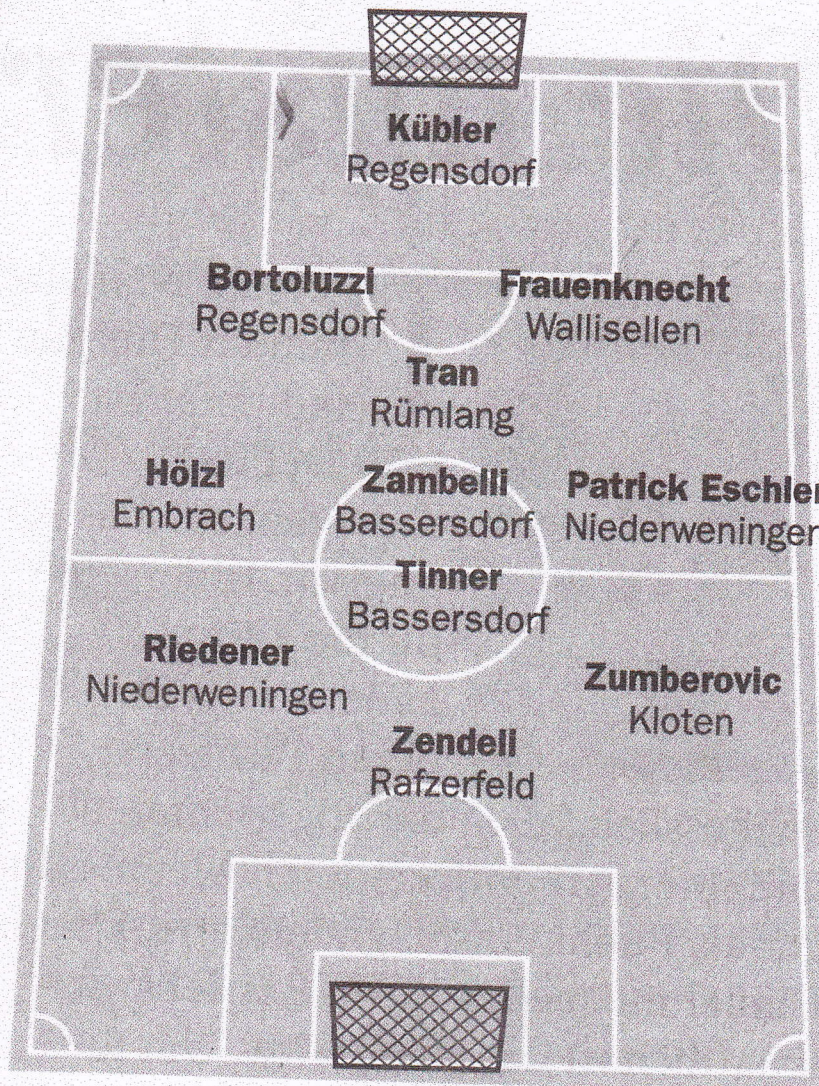 Kübler
Regensdorf
Bortoluzzi
Regensdorf
Frauenknecht
Wallisellen
Tran
Rümlang
Hölzl
Embrach
Zambelli
Bassersdorf
Patrick Eschler
Niederweningen
Tinner
Bassersdorf
Riedener
Niederweningen
Zumberovic
Kloten
Zendeli
Rafzerfeld